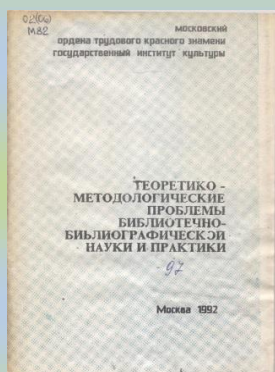 02(06)
М82
московский
ордена трудового красного знамени
государственный институт культуры
ТЕОРЕТИКО -
МЕТОДОЛОГИЧЕСКИЕ
ПРОБЛЕМЫ
БИБЛИОТЕЧНО-
БИБЛИОГРАФИЧЕСКОЙ
НАУКИ И ПРАКТИКИ
97
Москва 1992